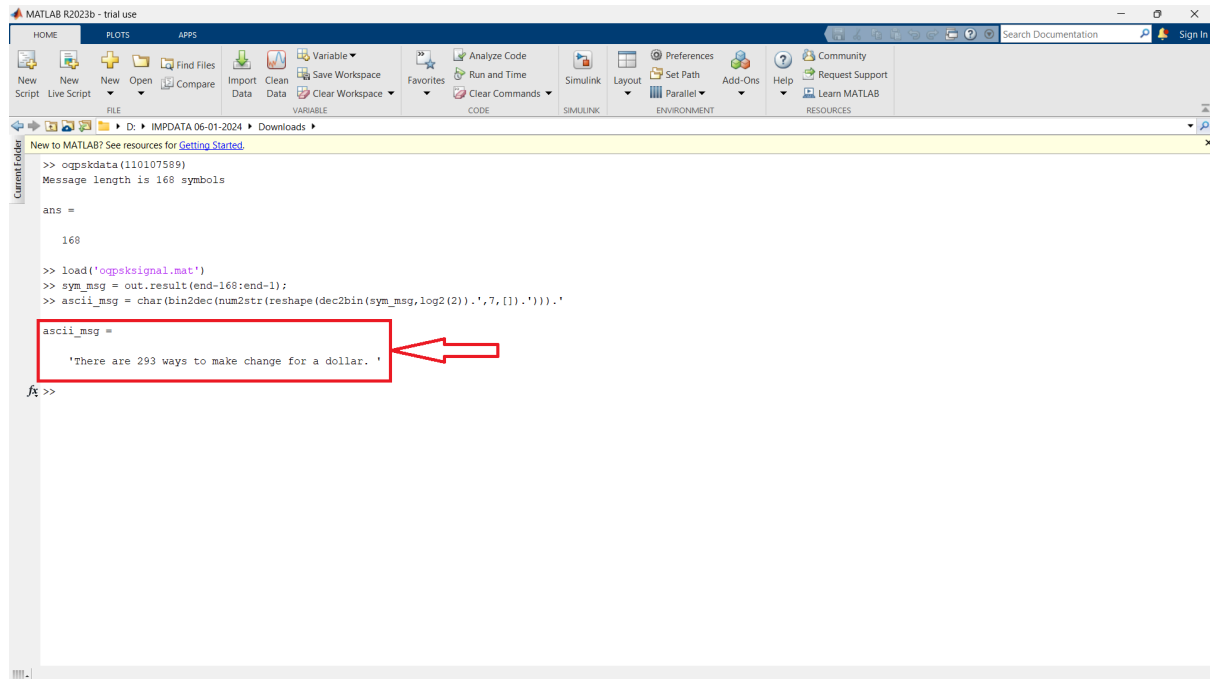 MATLAB R2023b - trial use
HOME PLOTS APPS
Search Documentation
Sign In
New Script
New Live Script
New
Open
Find Files
Compare
Import Data
Clean Data
Variable
Save Workspace
Clear Workspace
Favorites
Analyze Code
Run and Time
Clear Commands
Simulink
Layout
Preferences
Set Path
Parallel
Add-Ons
Help
Community
Request Support
Learn MATLAB
FILE VARIABLE CODE SIMULINK ENVIRONMENT RESOURCES
D: IMPDATA 06-01-2024 Downloads
Current Folder
New to MATLAB? See resources for Getting Started.
>> oqpskdata(110107589)
Message length is 168 symbols
ans =
168
>> load('oqpsksignal.mat')
>> sym_msg = out.result(end-168:end-1);
>> ascii_msg = char(bin2dec(num2str(reshape(dec2bin(sym_msg,log2(2)).',7,[]).'))).'
ascii_msg =
'There are 293 ways to make change for a dollar. '
fx >>